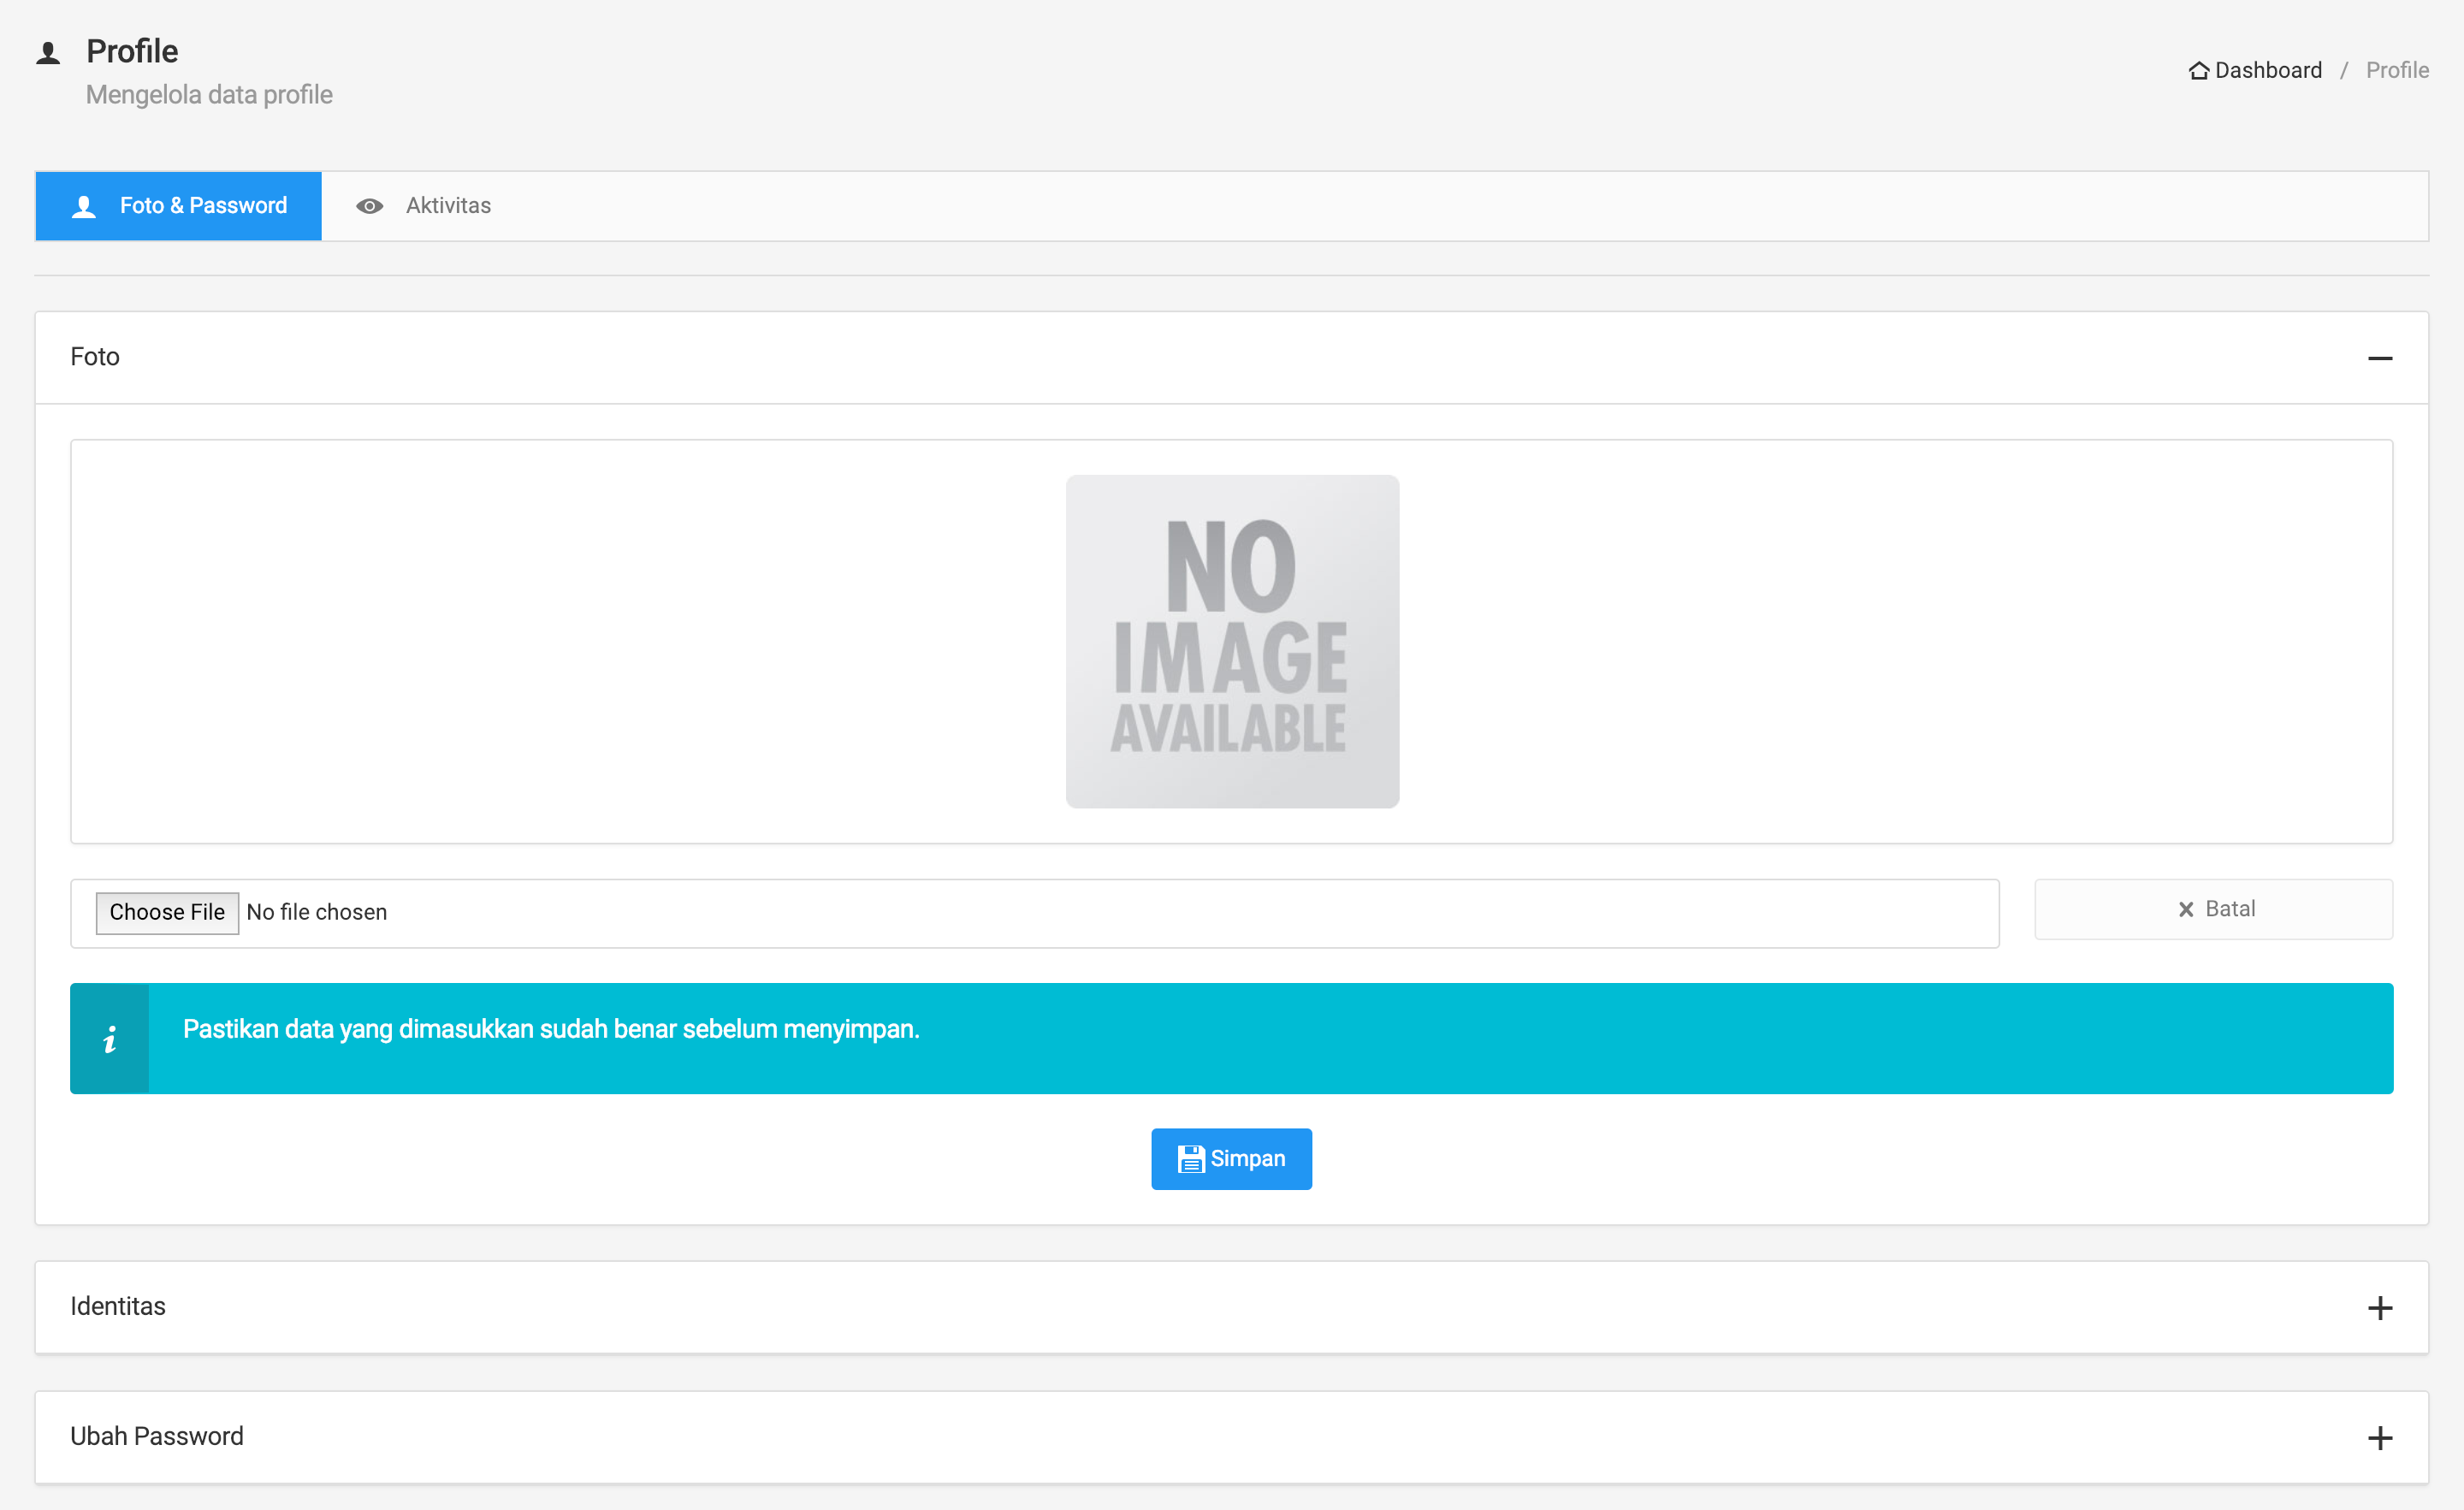 Profile
Mengelola data profile
Dashboard / Profile
Foto & Password
Aktivitas
Foto
NO
IMAGE
AVAILABLE
Choose File No file chosen
Batal
Pastikan data yang dimasukkan sudah benar sebelum menyimpan.
Simpan
Identitas
Ubah Password